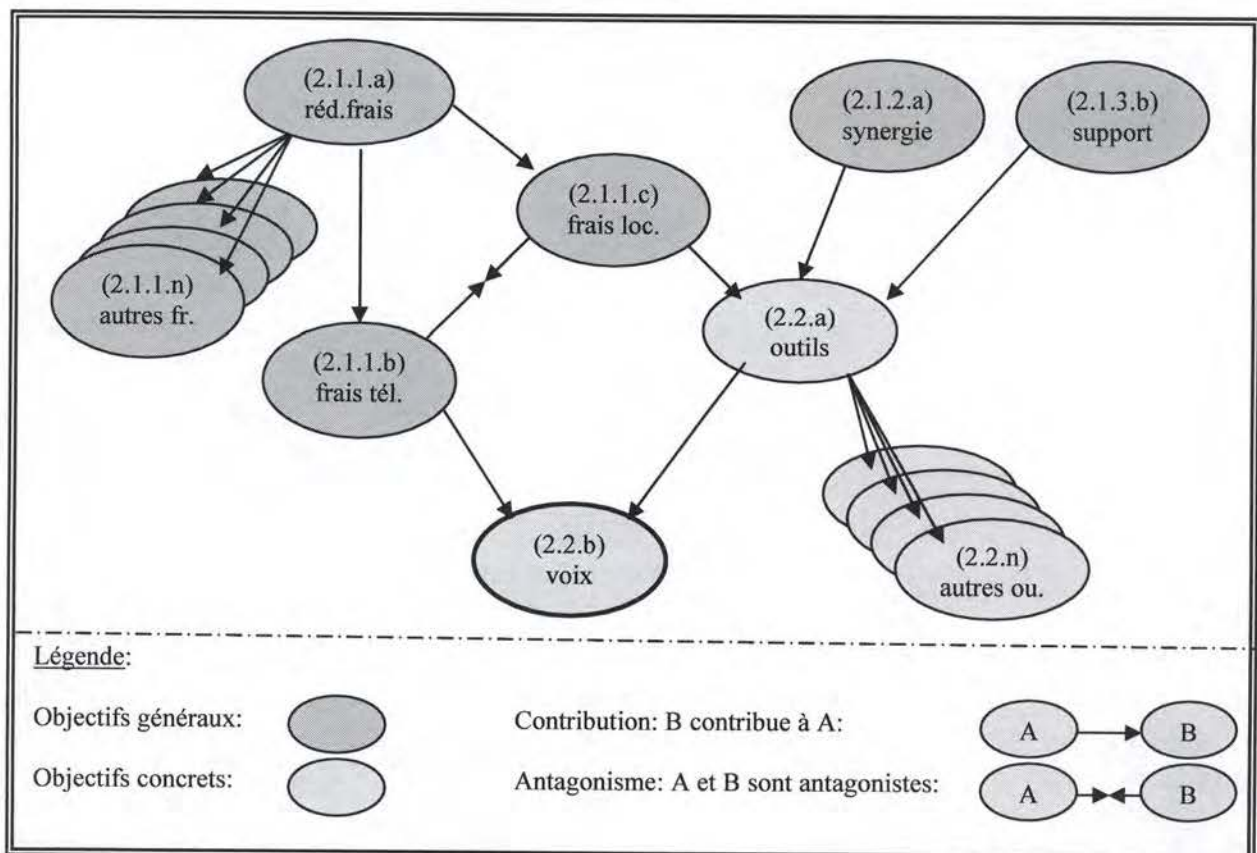 (2.1.1.a)
réd.frais
(2.1.2.a)
synergie
(2.1.3.b)
support
(2.1.1.c)
frais loc.
(2.1.1.n)
autres fr.
(2.1.1.b)
frais tél.
(2.2.a)
outils
(2.2.b)
voix
(2.2.n)
autres ou.
Légende:
Objectifs généraux:
Contribution: B contribue à A:
A
B
Objectifs concrets:
Antagonisme: A et B sont antagonistes:
A
B